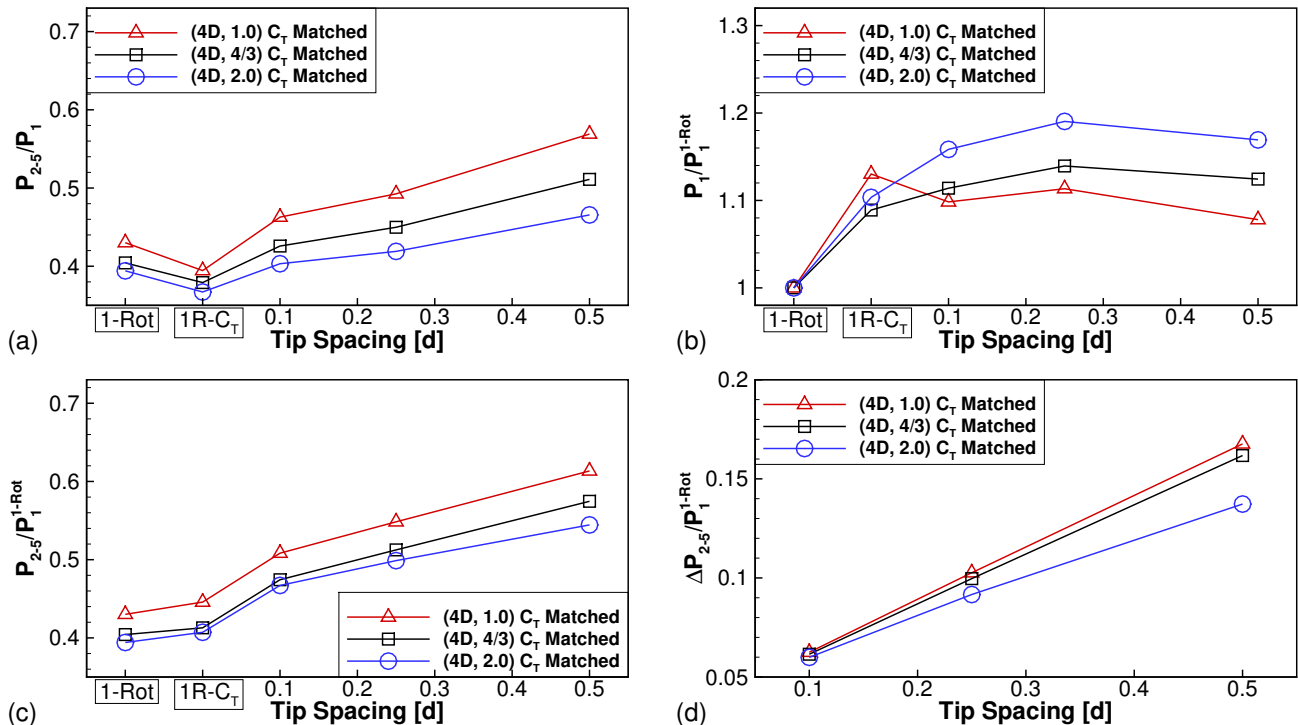 0.7
0.6
0.5
0.4
P2-5/P1
(4D, 1.0) CT Matched
(4D, 4/3) CT Matched
(4D, 2.0) CT Matched
1-Rot 1R-CT 0.1 0.2 0.3 0.4 0.5
(a) Tip Spacing [d]
1.3
1.2
1.1
1
P1/P1^1-Rot
(4D, 1.0) CT Matched
(4D, 4/3) CT Matched
(4D, 2.0) CT Matched
1-Rot 1R-CT 0.1 0.2 0.3 0.4 0.5
(b) Tip Spacing [d]
0.7
0.6
0.5
0.4
P2-5/P1^1-Rot
(4D, 1.0) CT Matched
(4D, 4/3) CT Matched
(4D, 2.0) CT Matched
1-Rot 1R-CT 0.1 0.2 0.3 0.4 0.5
(c) Tip Spacing [d]
0.2
0.15
0.1
0.05
ΔP2-5/P1^1-Rot
(4D, 1.0) CT Matched
(4D, 4/3) CT Matched
(4D, 2.0) CT Matched
0.1 0.2 0.3 0.4 0.5
(d) Tip Spacing [d]